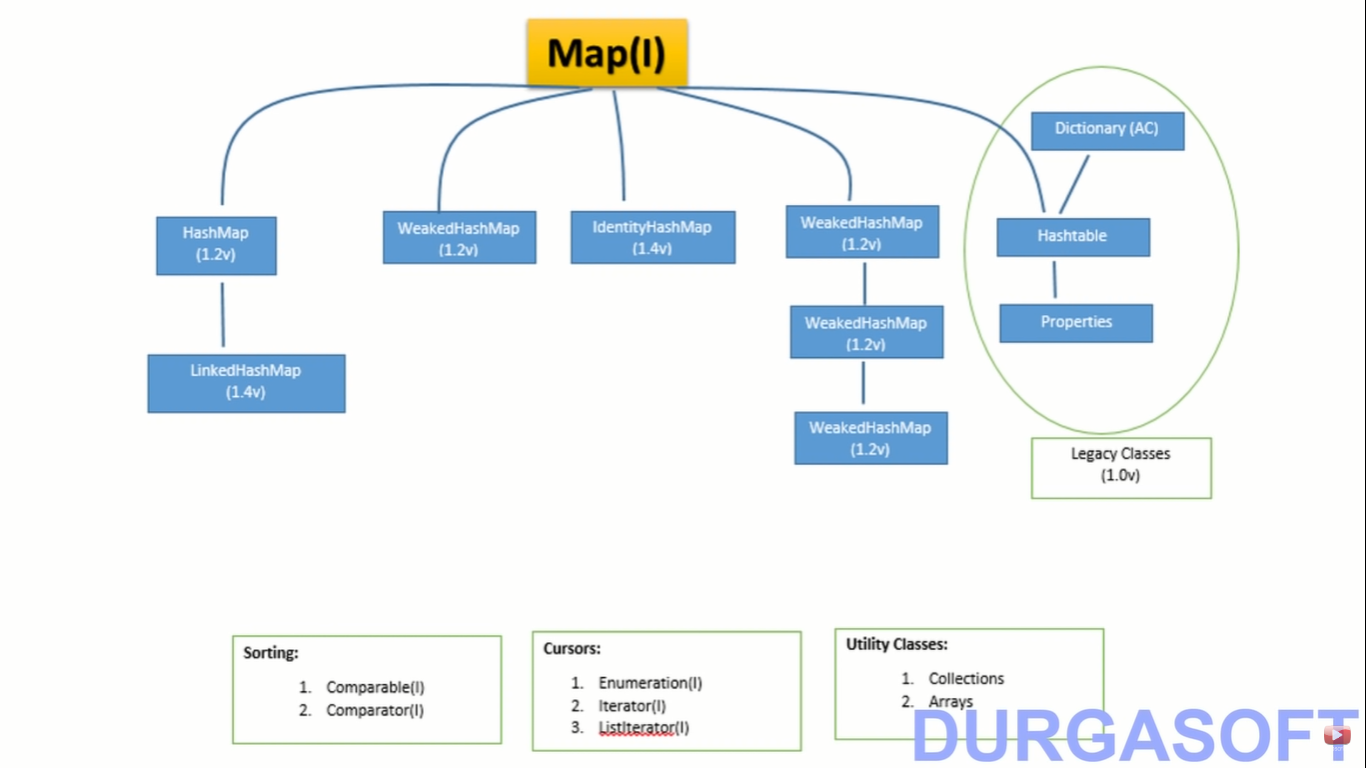 Map(I)
Dictionary (AC)
HashMap
(1.2v)
WeakedHashMap
(1.2v)
IdentityHashMap
(1.4v)
WeakedHashMap
(1.2v)
Hashtable
WeakedHashMap
(1.2v)
Properties
LinkedHashMap
(1.4v)
WeakedHashMap
(1.2v)
Legacy Classes
(1.0v)
Sorting:
1. Comparable(I)
2. Comparator(I)
Cursors:
1. Enumeration(I)
2. Iterator(I)
3. ListIterator(I)
Utility Classes:
1. Collections
2. Arrays
DURGASOFT